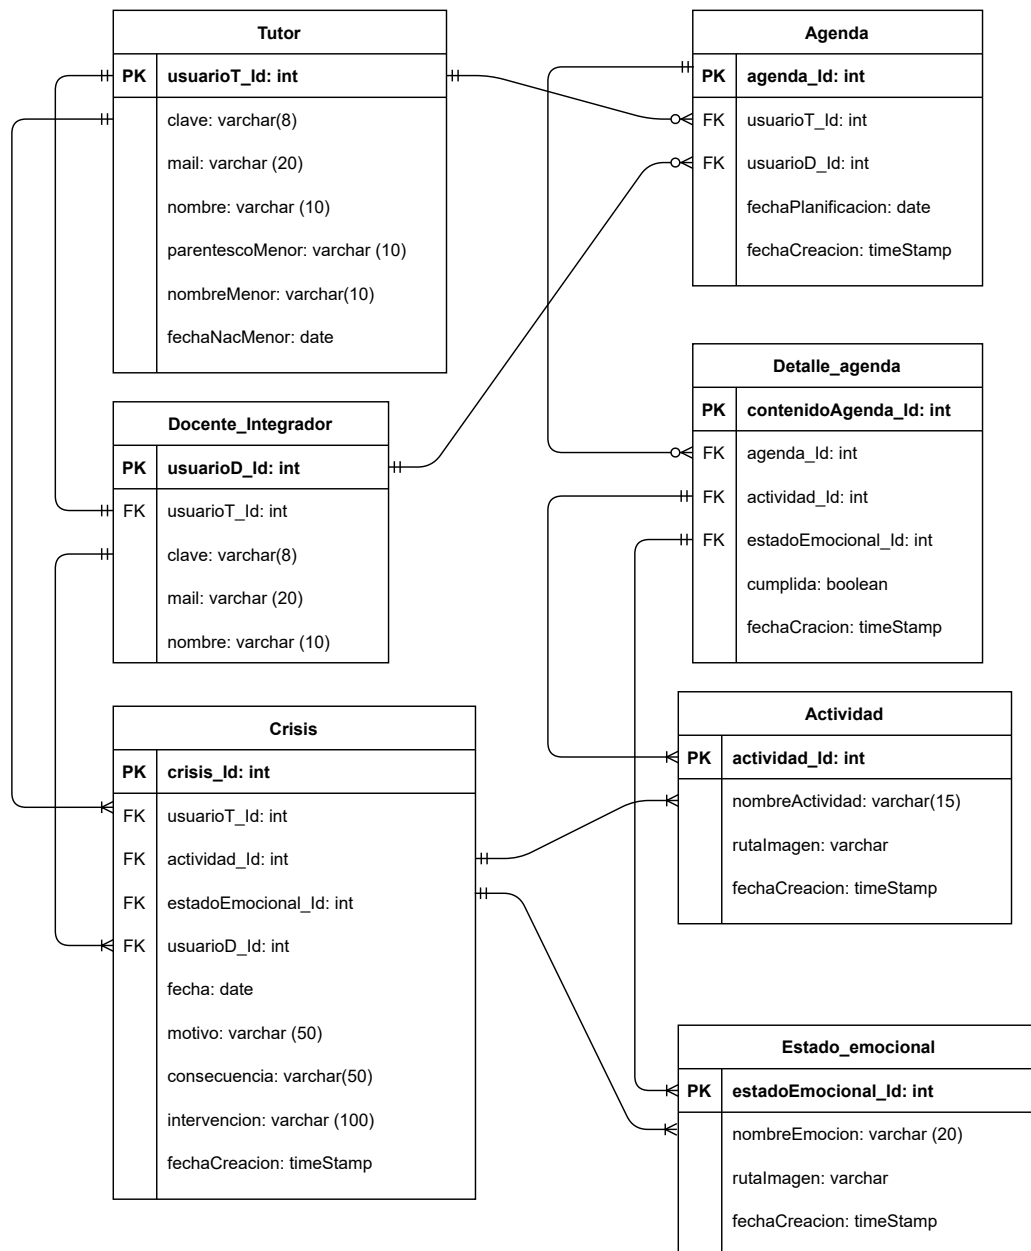 Tutor
PK usuarioT_Id: int
clave: varchar(8)
mail: varchar (20)
nombre: varchar (10)
parentescoMenor: varchar (10)
nombreMenor: varchar(10)
fechaNacMenor: date
Agenda
PK agenda_Id: int
FK usuarioT_Id: int
FK usuarioD_Id: int
fechaPlanificacion: date
fechaCreacion: timeStamp
Docente_Integrador
PK usuarioD_Id: int
FK usuarioT_Id: int
clave: varchar(8)
mail: varchar (20)
nombre: varchar (10)
Detalle_agenda
PK contenidoAgenda_Id: int
FK agenda_Id: int
FK actividad_Id: int
FK estadoEmocional_Id: int
cumplida: boolean
fechaCracion: timeStamp
Crisis
PK crisis_Id: int
FK usuarioT_Id: int
FK actividad_Id: int
FK estadoEmocional_Id: int
FK usuarioD_Id: int
fecha: date
motivo: varchar (50)
consecuencia: varchar(50)
intervencion: varchar (100)
fechaCreacion: timeStamp
Actividad
PK actividad_Id: int
nombreActividad: varchar(15)
rutaImagen: varchar
fechaCreacion: timeStamp
Estado_emocional
PK estadoEmocional_Id: int
nombreEmocion: varchar (20)
rutaImagen: varchar
fechaCreacion: timeStamp